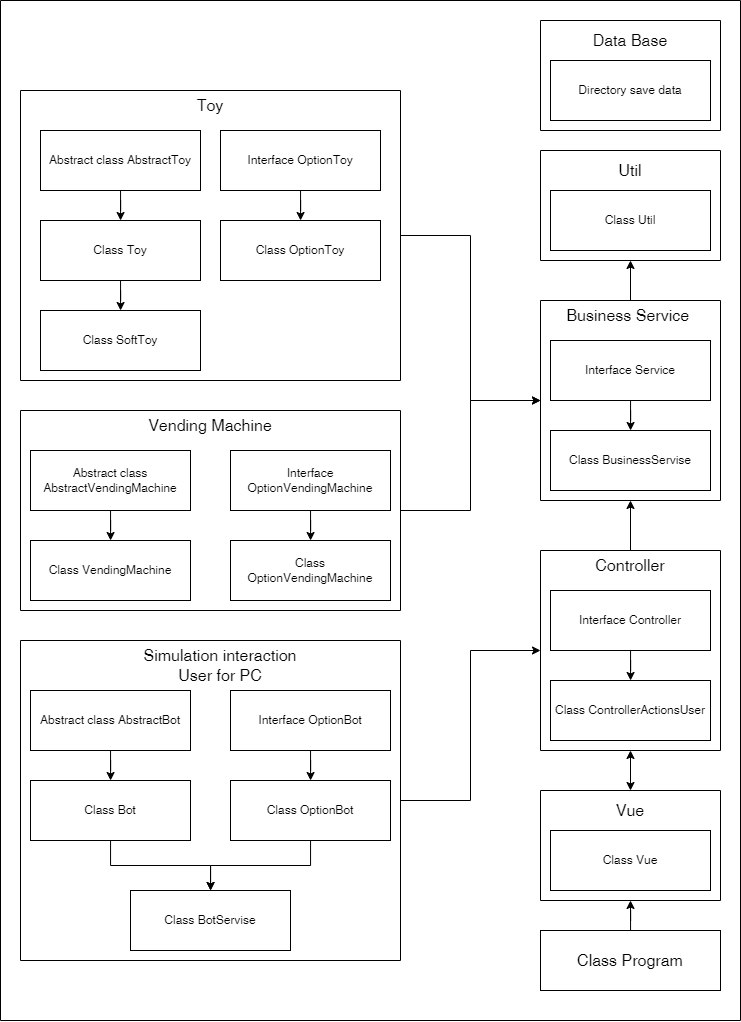 Data Base
Directory save data
Toy
Abstract class AbstractToy
Interface OptionToy
Class Toy
Class OptionToy
Class SoftToy
Util
Class Util
Business Service
Interface Service
Class BusinessServise
Vending Machine
Abstract class
AbstractVendingMachine
Interface
OptionVendingMachine
Class VendingMachine
Class
OptionVendingMachine
Controller
Interface Controller
Class ControllerActionsUser
Simulation interaction
User for PC
Abstract class AbstractBot
Interface OptionBot
Class Bot
Class OptionBot
Class BotServise
Vue
Class Vue
Class Program